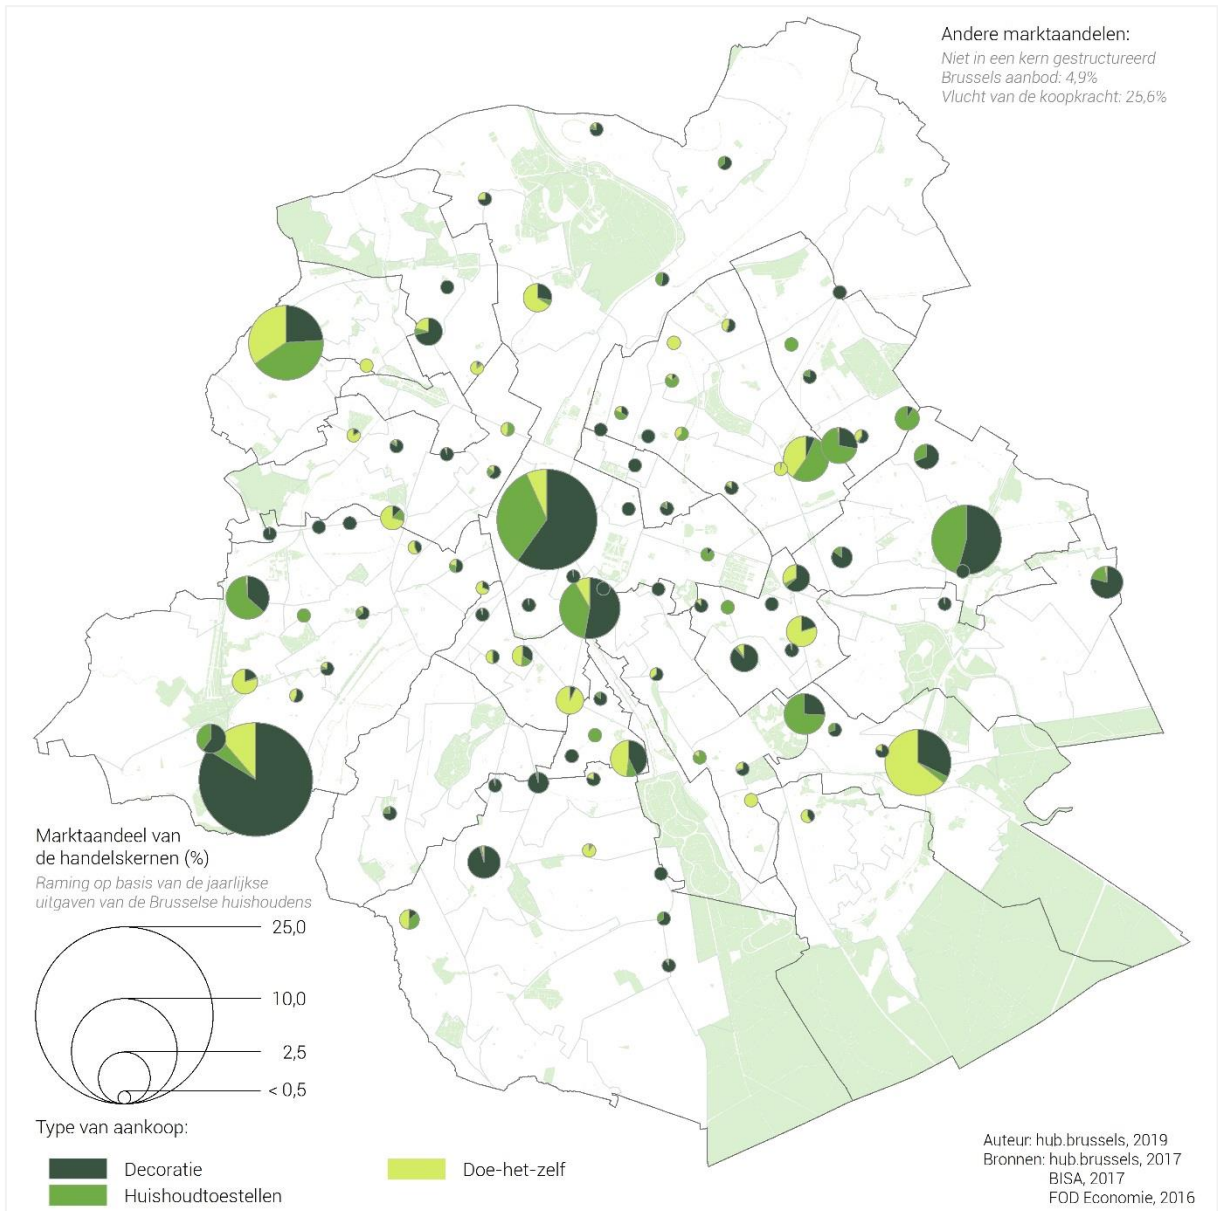 Andere marktaandelen:
Niet in een kern gestructureerd
Brussels aanbod: 4,9%
Vlucht van de koopkracht: 25,6%
Marktaandeel van
de handelskernen (%)
Raming op basis van de jaarlijkse
uitgaven van de Brusselse huishoudens
25,0
10,0
2,5
< 0,5
Type van aankoop:
Decoratie
Huishoudtoestellen
Doe-het-zelf
Auteur: hub.brussels, 2019
Bronnen: hub.brussels, 2017
BISA, 2017
FOD Economie, 2016